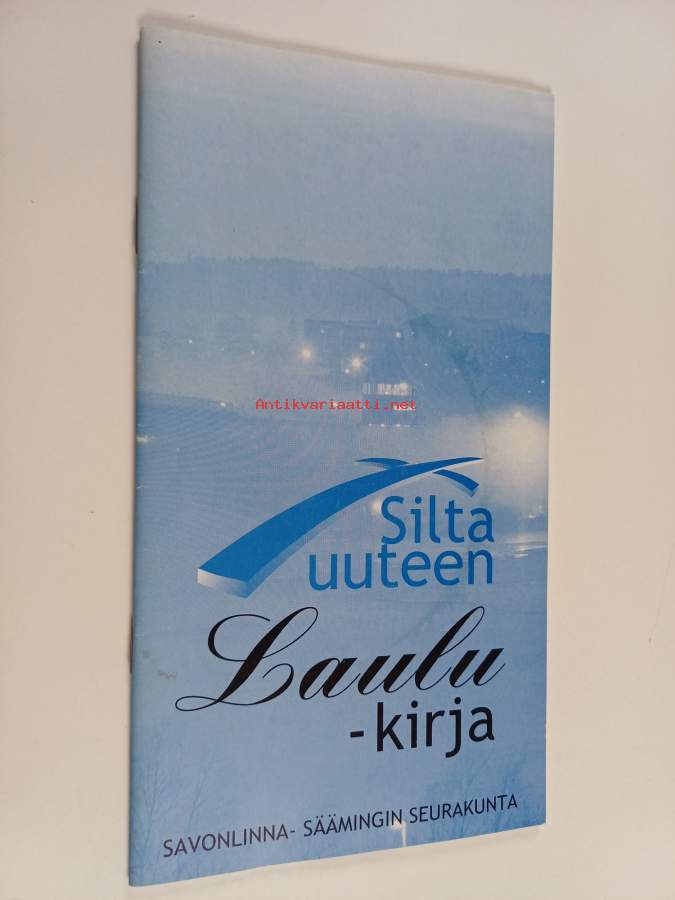 Antikvariaatti.net
Silta
uuteen
Laulu
-kirja
SAVONLINNA- SÄÄMINGIN SEURAKUNTA